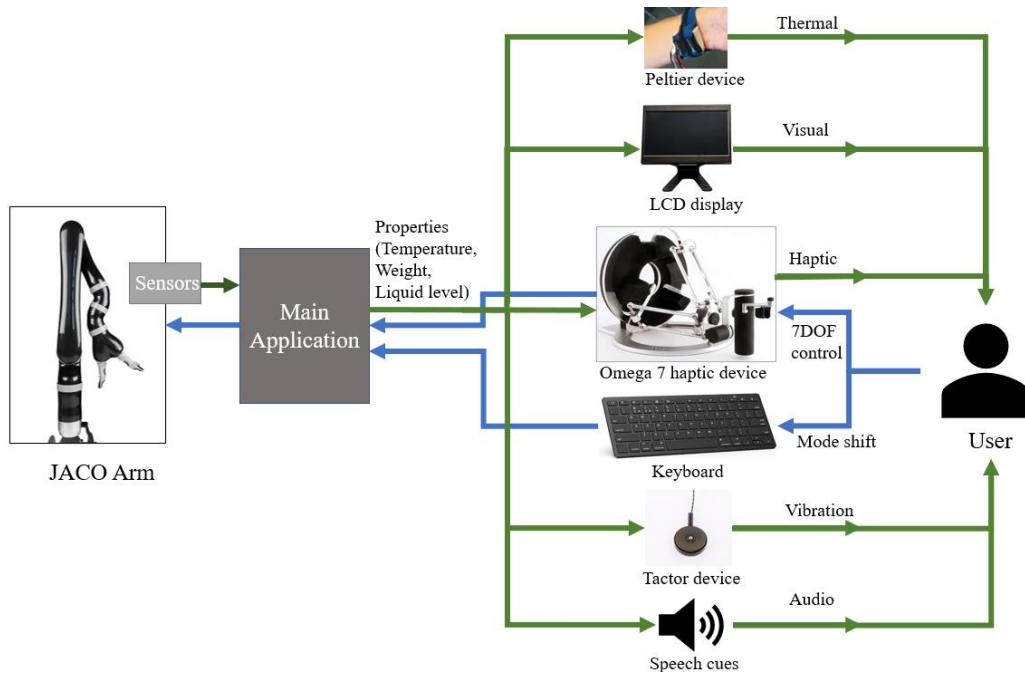 Thermal
Peltier device
Visual
LCD display
Properties
(Temperature,
Weight,
Liquid level)
Sensors
Main
Application
Haptic
7DOF
control
Omega 7 haptic device
Mode shift
Keyboard
User
JACO Arm
Vibration
Tactor device
Audio
Speech cues